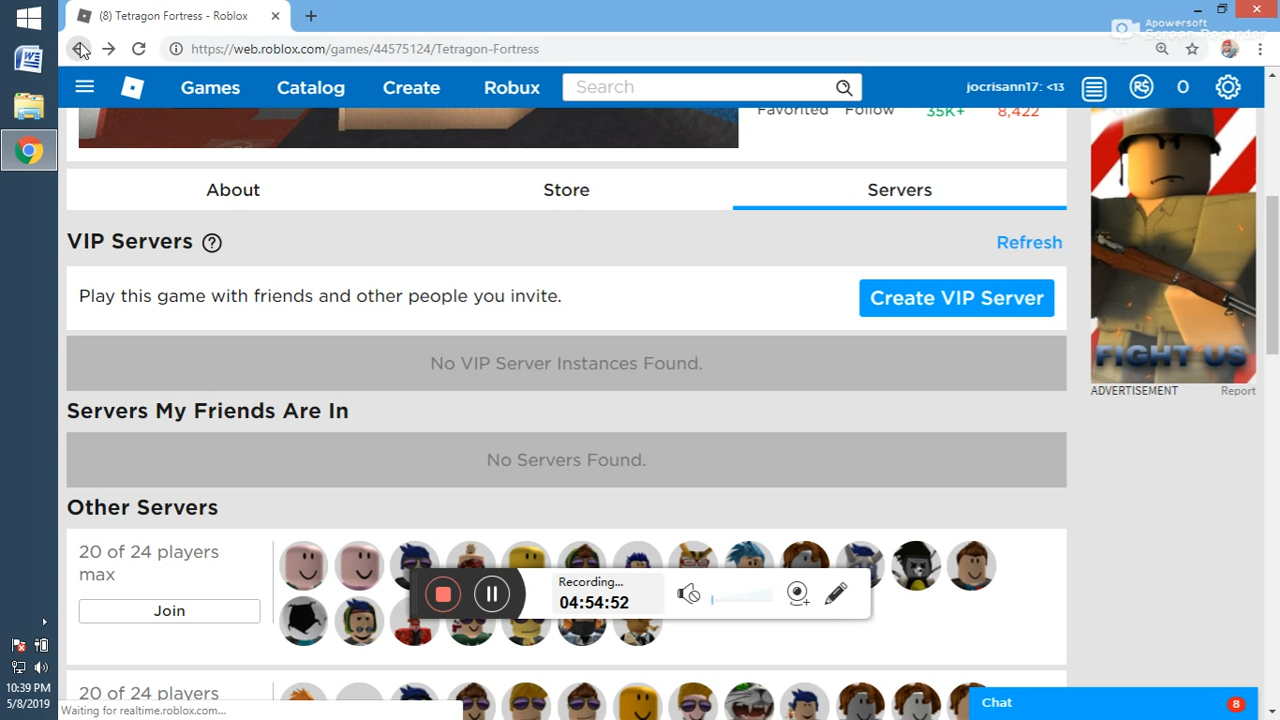 (8) Tetragon Fortress - Roblox
Apowersoft
Screen Recorder
https://web.roblox.com/games/44575124/Tetragon-Fortress
Games
Catalog
Create
Robux
Search
jocrisann17: <13
R$
0
Favorited
Follow
35K+
8,422
About
Store
Servers
VIP Servers ?
Refresh
Play this game with friends and other people you invite.
Create VIP Server
No VIP Server Instances Found.
FIGHT US
ADVERTISEMENT
Report
Servers My Friends Are In
No Servers Found.
Other Servers
20 of 24 players
max
Join
Recording...
04:54:52
20 of 24 players
Chat
8
Waiting for realtime.roblox.com...
10:39 PM
5/8/2019